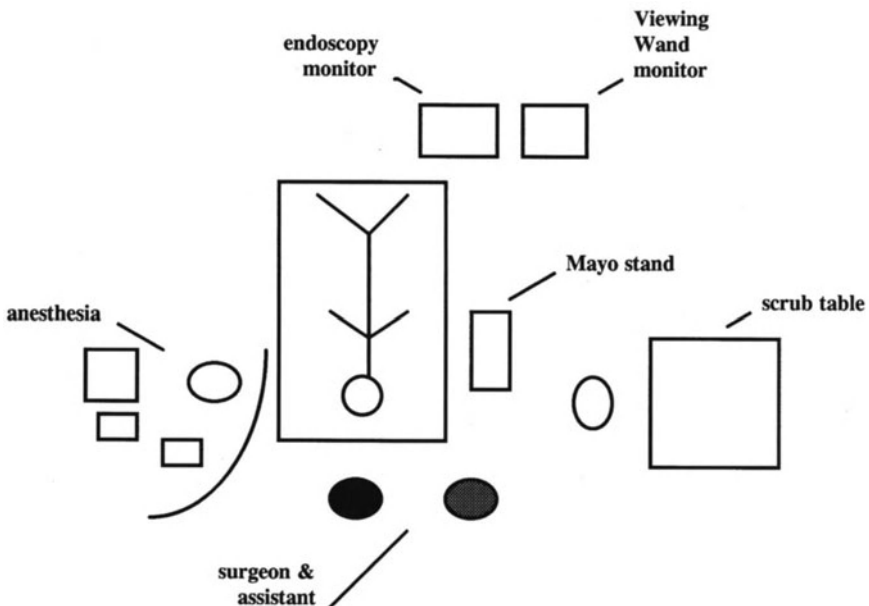 endoscopy
monitor
Viewing
Wand
monitor
Mayo stand
scrub table
anesthesia
surgeon &
assistant